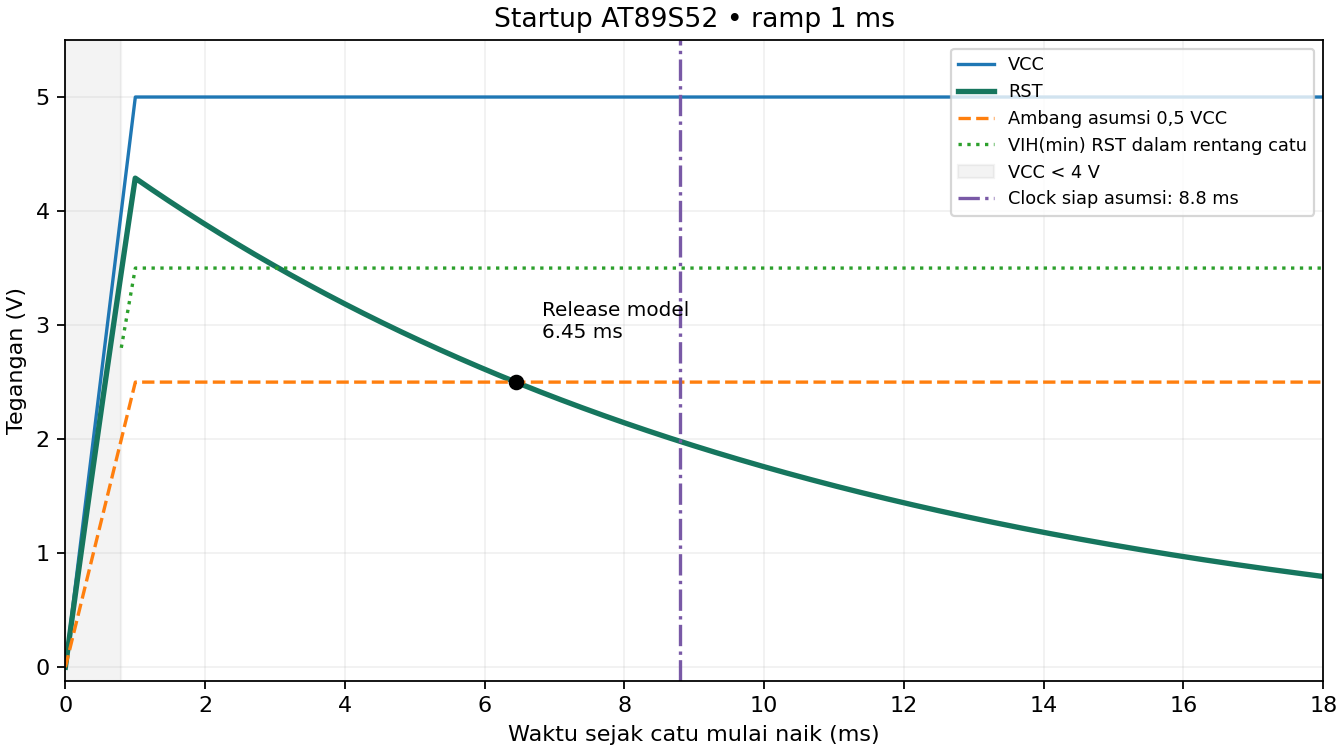 Startup AT89S52 • ramp 1 ms
Tegangan (V)
5
4
3
2
1
0
VCC
RST
Ambang asumsi 0,5 VCC
VIH(min) RST dalam rentang catu
VCC < 4 V
Clock siap asumsi: 8.8 ms
Release model
6.45 ms
0 2 4 6 8 10 12 14 16 18
Waktu sejak catu mulai naik (ms)